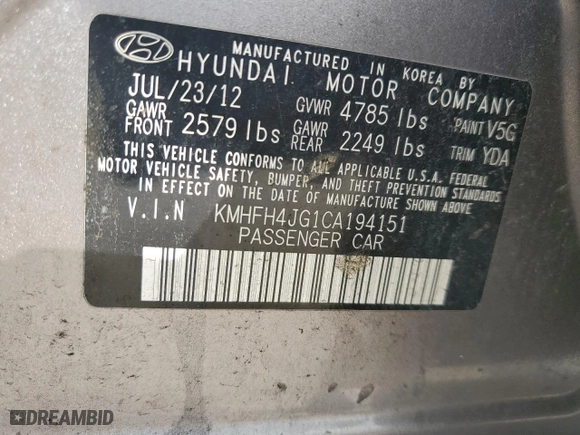 MANUFACTURED IN KOREA BY
HYUNDAI MOTOR COMPANY
JUL/23/12 GVWR 4785 lbs PAINT V5G
GAWR FRONT 2579 lbs GAWR REAR 2249 lbs TRIM YDA
THIS VEHICLE CONFORMS TO ALL APPLICABLE U.S.A. FEDERAL
MOTOR VEHICLE SAFETY, BUMPER, AND THEFT PREVENTION STANDARDS
IN EFFECT ON THE DATE OF MANUFACTURE SHOWN ABOVE.
V.I.N KMHFH4JG1CA194151
PASSENGER CAR
DREAMBID